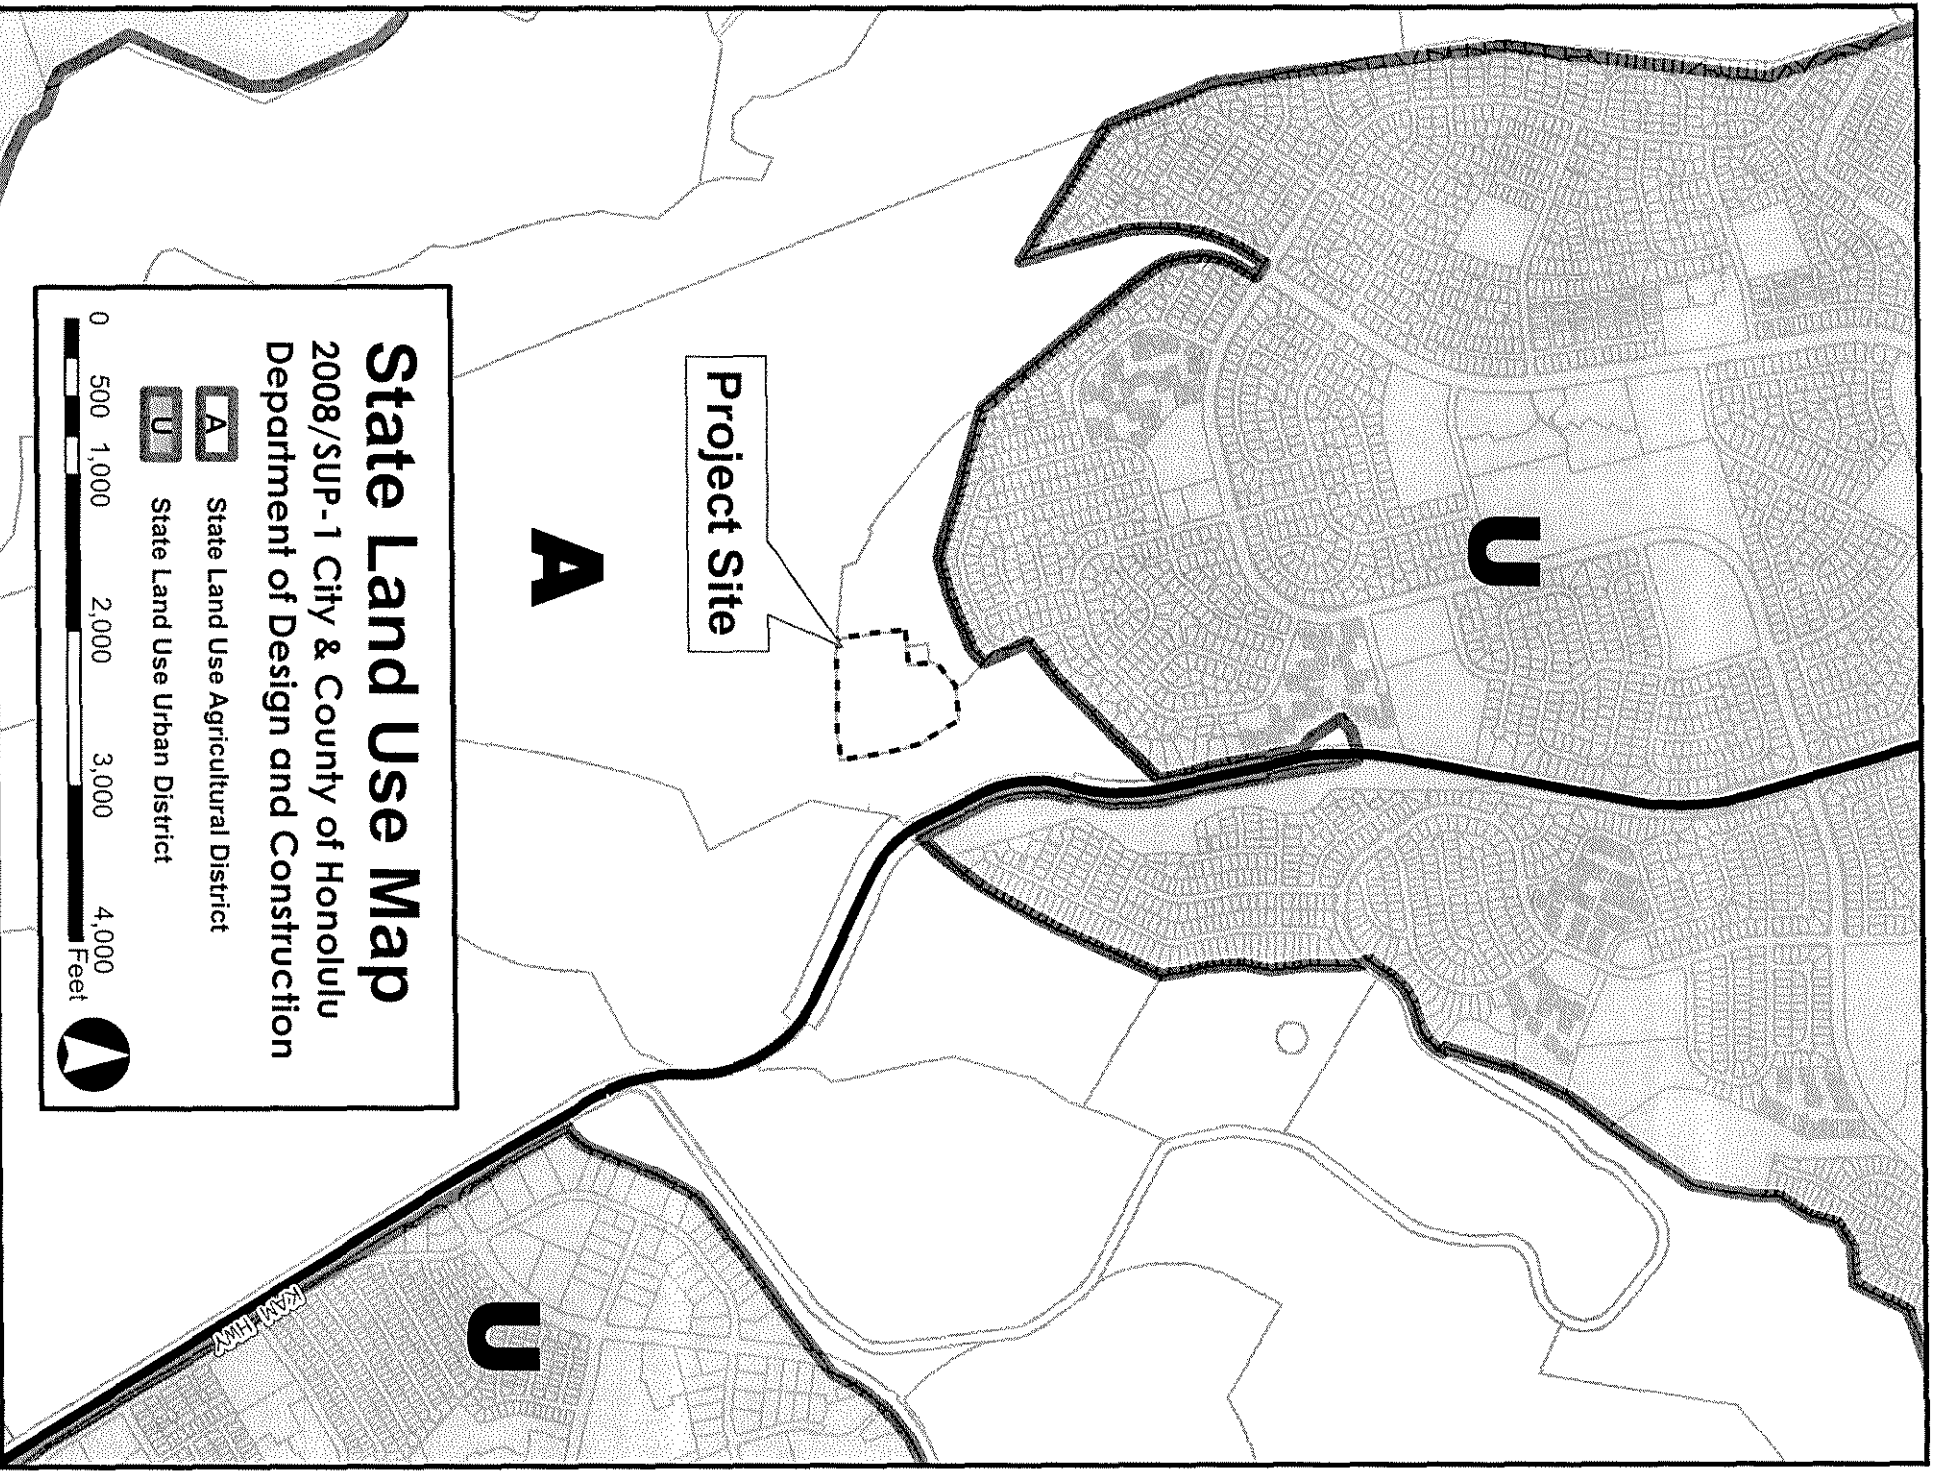 U
A
Project Site
U
KAM HWY
State Land Use Map
2008/SUP-1 City & County of Honolulu
Department of Design and Construction
A State Land Use Agricultural District
U State Land Use Urban District
0 500 1,000 2,000 3,000 4,000
Feet